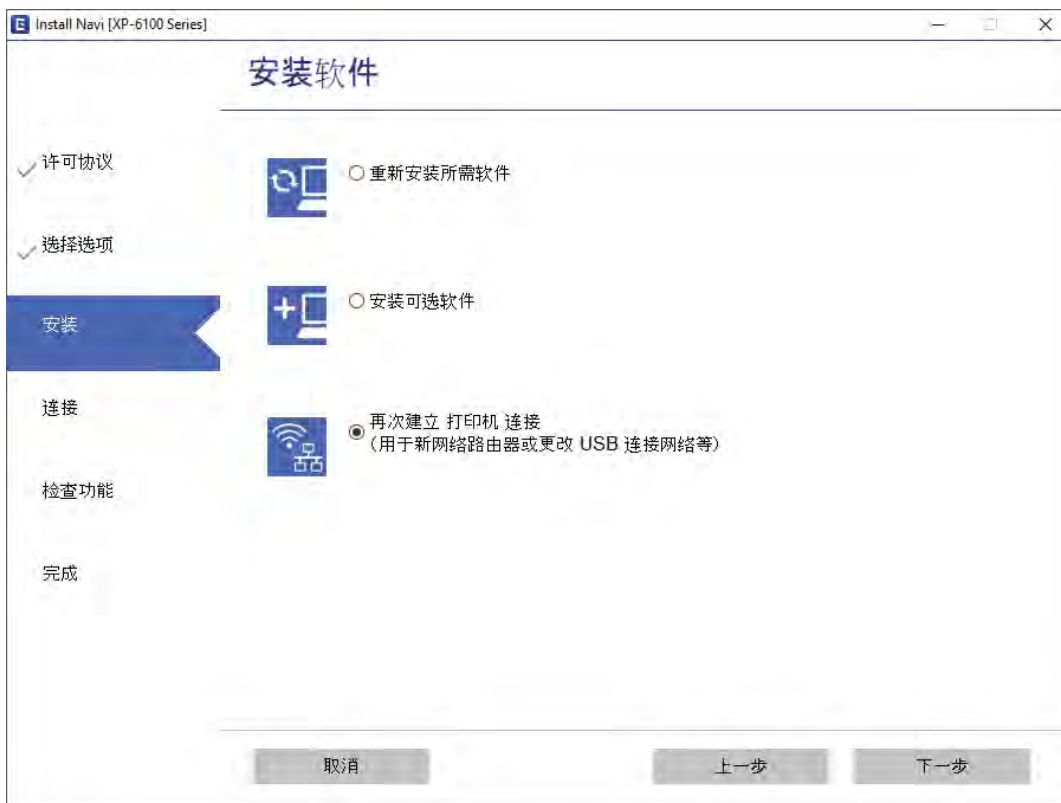 Install Navi [XP-6100 Series]
安装软件
许可协议
选择选项
安装
连接
检查功能
完成
重新安装所需软件
安装可选软件
再次建立 打印机 连接
(用于新网络路由器或更改 USB 连接网络等)
取消
上一步
下一步